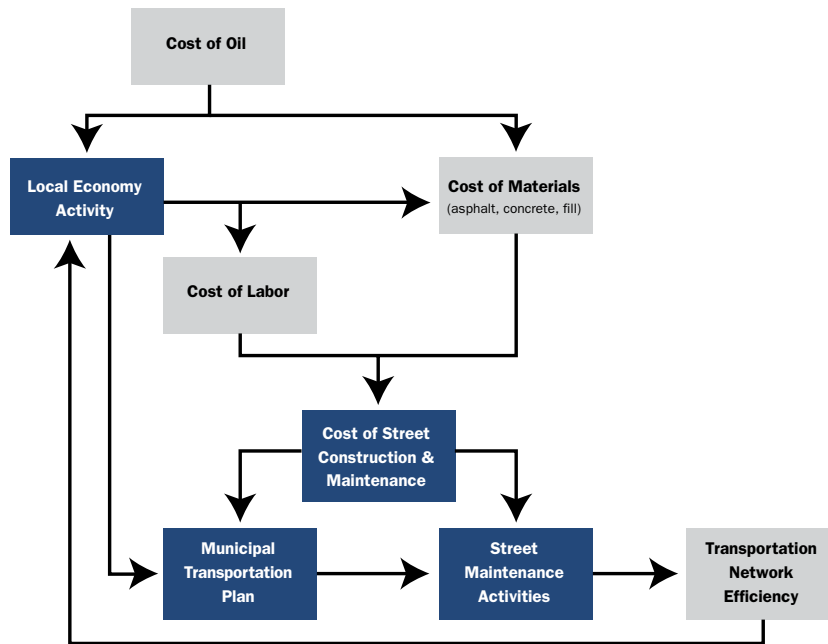 Cost of Oil
Local Economy
Activity
Cost of Materials
(asphalt, concrete, fill)
Cost of Labor
Cost of Street
Construction &
Maintenance
Municipal
Transportation
Plan
Street
Maintenance
Activities
Transportation
Network
Efficiency